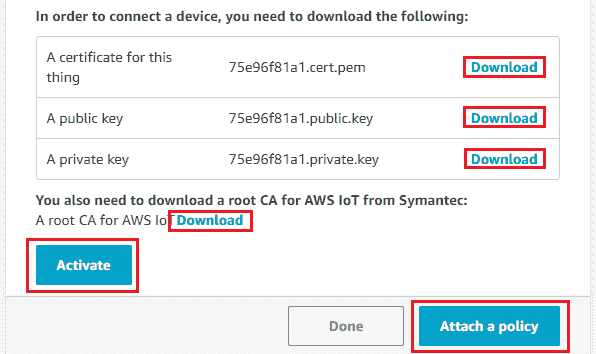 In order to connect a device, you need to download the following:
A certificate for this
thing
75e96f81a1.cert.pem
Download
A public key
75e96f81a1.public.key
Download
A private key
75e96f81a1.private.key
Download
You also need to download a root CA for AWS IoT from Symantec:
A root CA for AWS IoT Download
Activate
Done
Attach a policy